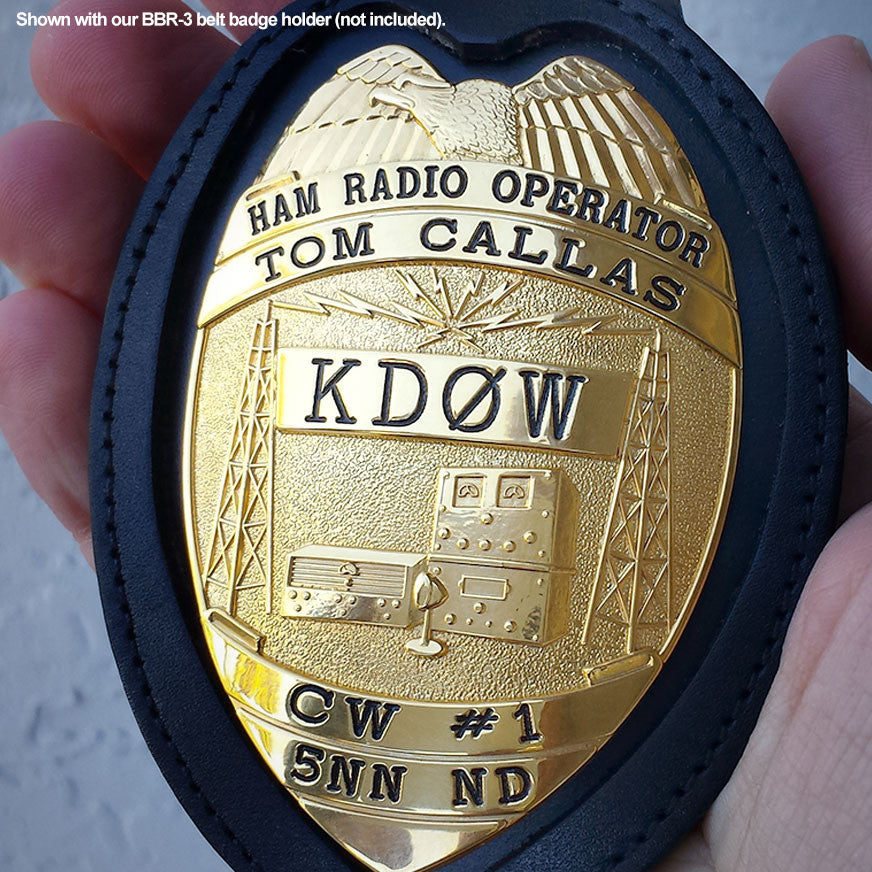 Shown with our BBR-3 belt badge holder (not included).
HAM RADIO OPERATOR
TOM CALLAS
KDØW
CW #1
5NN ND